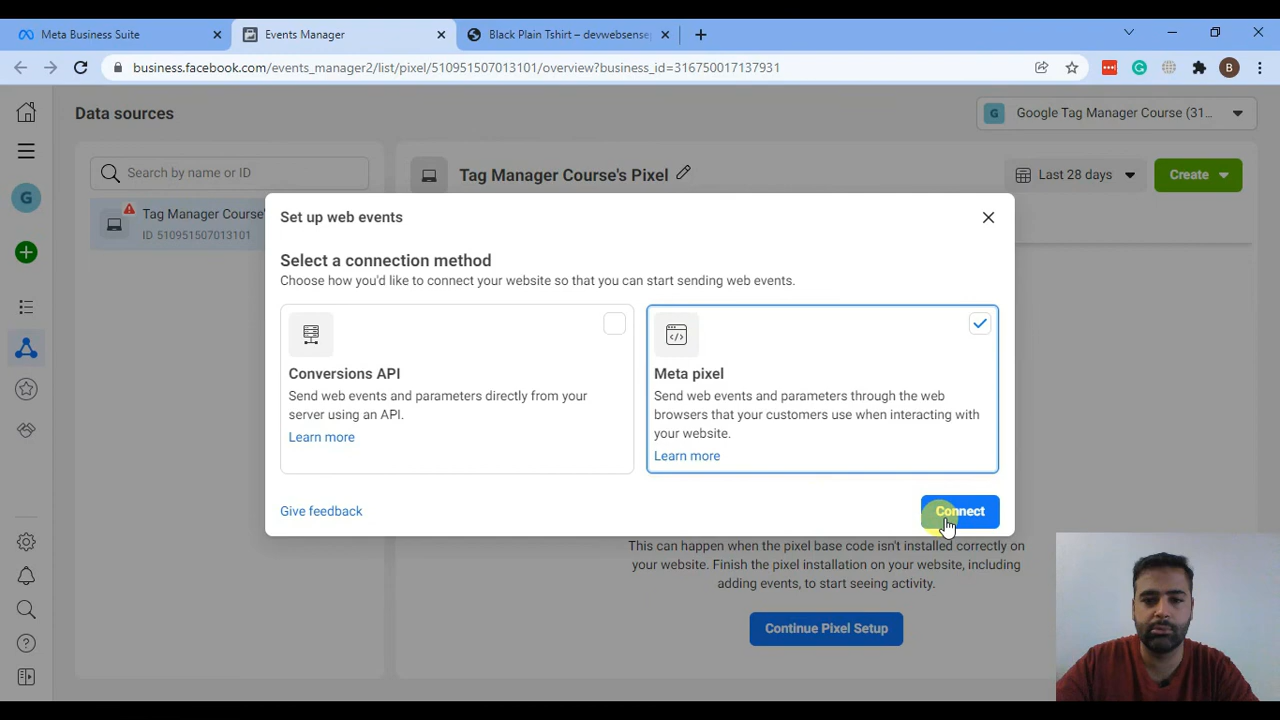 Meta Business Suite
Events Manager
Black Plain Tshirt – devwebsense
business.facebook.com/events_manager2/list/pixel/510951507013101/overview?business_id=316750017137931
B
Data sources
G
Google Tag Manager Course (31...
Search by name or ID
Tag Manager Course's Pixel
Last 28 days
Create
G
Tag Manager Course'
ID 510951507013101
Set up web events
Select a connection method
Choose how you'd like to connect your website so that you can start sending web events.
Conversions API
Send web events and parameters directly from your
server using an API.
Learn more
Meta pixel
Send web events and parameters through the web
browsers that your customers use when interacting with
your website.
Learn more
Give feedback
Connect
This can happen when the pixel base code isn't installed correctly on
your website. Finish the pixel installation on your website, including
adding events, to start seeing activity.
Continue Pixel Setup